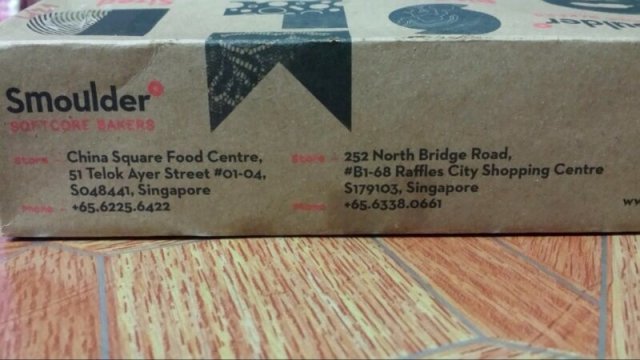 Smoulder
SOFTCORE BAKERS
Store - China Square Food Centre,
51 Telok Ayer Street #01-04,
S048441, Singapore
Phone - +65.6225.6422
Store - 252 North Bridge Road,
#B1-68 Raffles City Shopping Centre
S179103, Singapore
Phone - +65.6338.0661